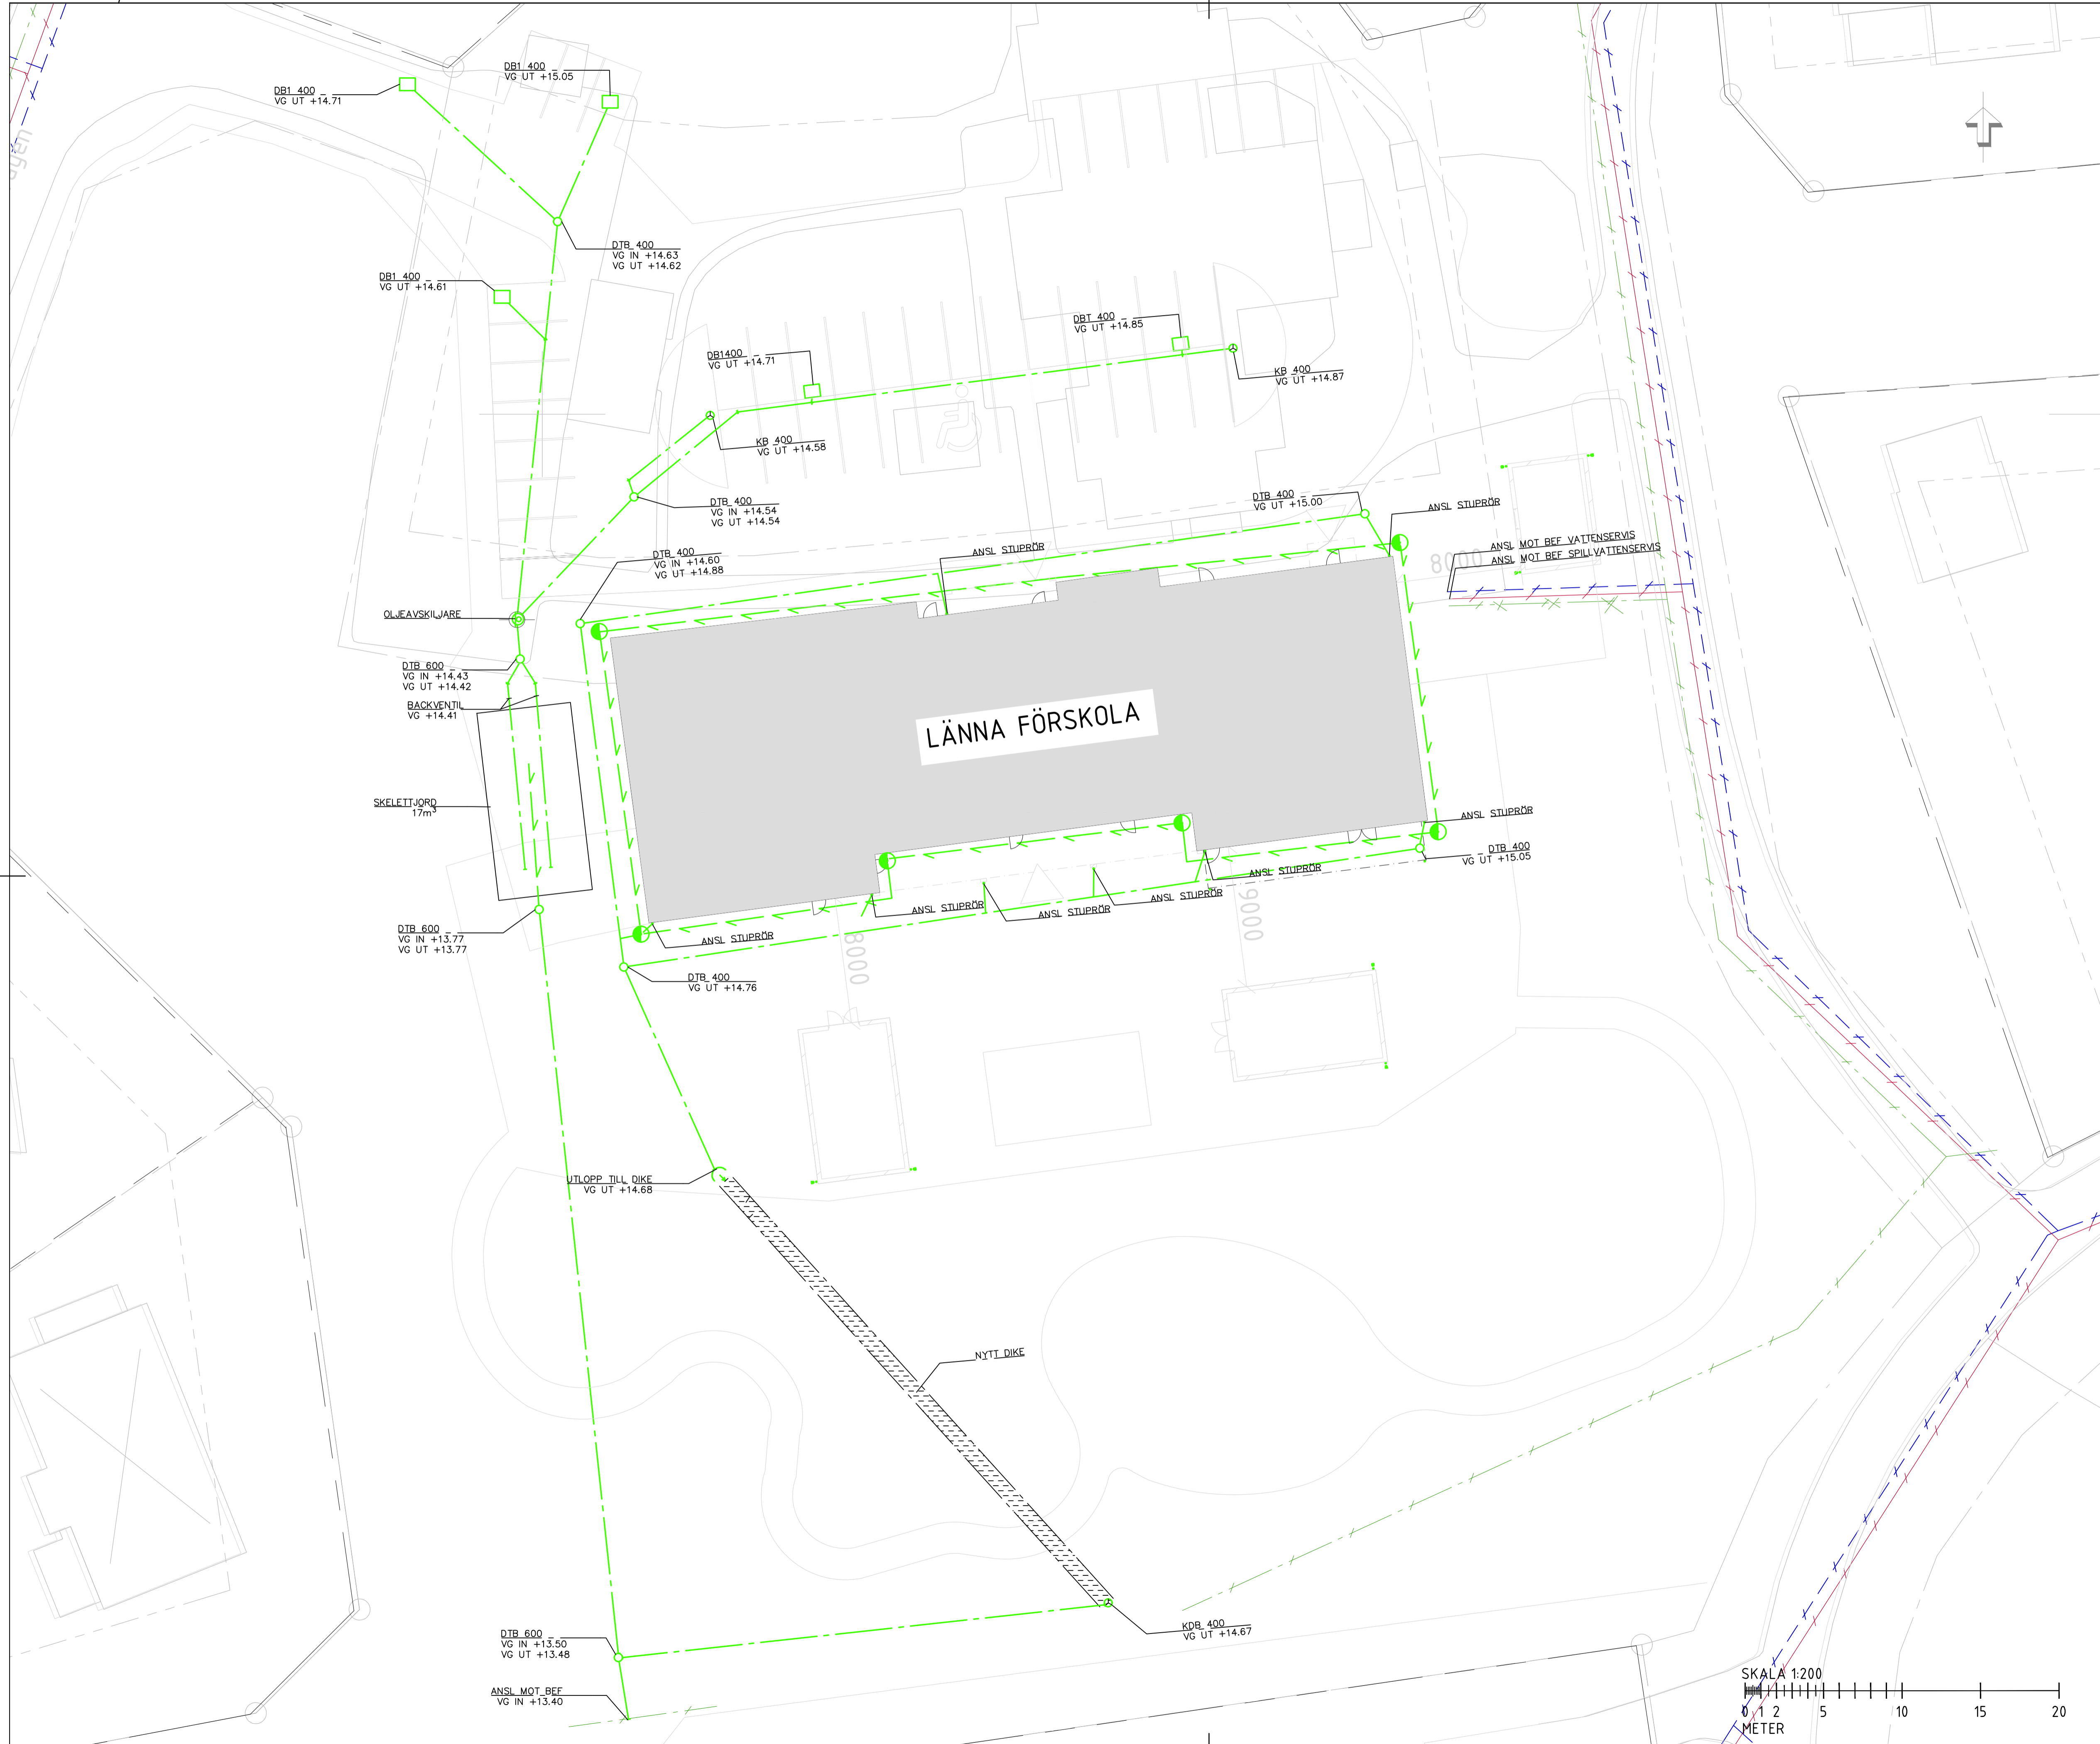 DB1 400
VG UT +15.05
DB1 400
VG UT +14.71
DTB 400
VG IN +14.63
VG UT +14.62
DB1 400
VG UT +14.61
DBT 400
VG UT +14.85
DB1400
VG UT +14.71
KB 400
VG UT +14.87
KB 400
VG UT +14.58
DTB 400
VG IN +14.54
VG UT +14.54
DTB 400
VG UT +15.00
ANSL STUPRÖR
ANSL MOT BEF VATTENSERVIS
ANSL MOT BEF SPILLVATTENSERVIS
8000
ANSL STUPRÖR
DTB 400
VG IN +14.60
VG UT +14.88
OLJEAVSKILJARE
DTB 600
VG IN +14.43
VG UT +14.42
BACKVENTIL
VG +14.41
LÄNNA FÖRSKOLA
SKELETTJORD
17m³
ANSL STUPRÖR
DTB 400
VG UT +15.05
ANSL STUPRÖR
ANSL STUPRÖR
ANSL STUPRÖR
ANSL STUPRÖR
ANSL STUPRÖR
9000
8000
DTB 600
VG IN +13.77
VG UT +13.77
DTB 400
VG UT +14.76
UTLOPP TILL DIKE
VG UT +14.68
NYTT DIKE
KDB 400
VG UT +14.67
DTB 600
VG IN +13.50
VG UT +13.48
ANSL MOT BEF
VG IN +13.40
SKALA 1:200
0 1 2 5 10 15 20
METER